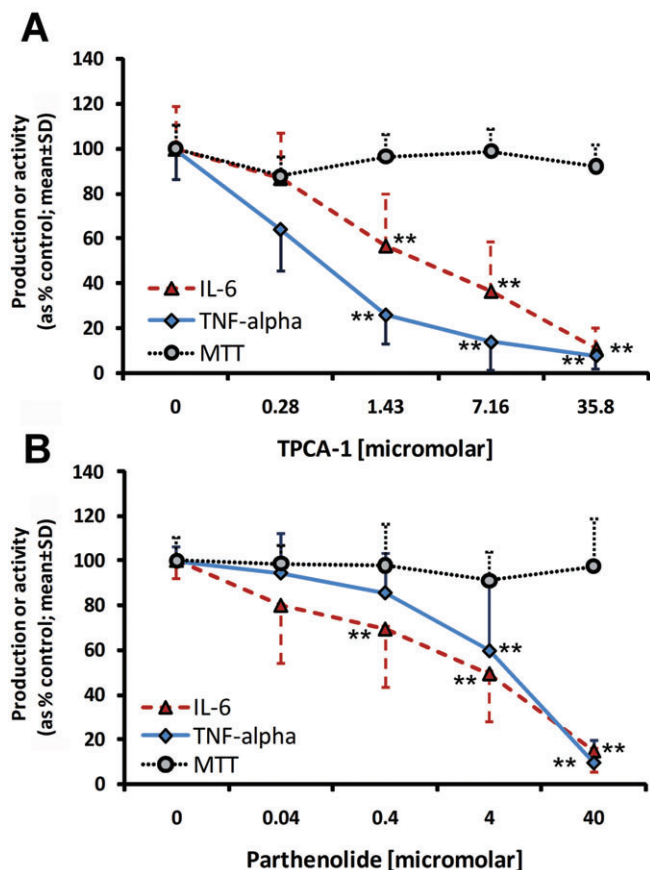 A
140
120
100
80
60
40
20
0
Production or activity
(as % control; mean±SD)
**
**
**
**
**
**
IL-6
TNF-alpha
MTT
0 0.28 1.43 7.16 35.8
TPCA-1 [micromolar]
B
140
120
100
80
60
40
20
0
Production or activity
(as % control; mean±SD)
**
**
**
**
**
IL-6
TNF-alpha
MTT
0 0.04 0.4 4 40
Parthenolide [micromolar]